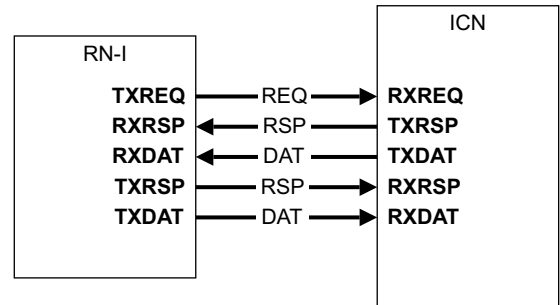 ICN
RN-I
TXREQ REQ RXREQ
RXRSP RSP TXRSP
RXDAT DAT TXDAT
TXRSP RSP RXRSP
TXDAT DAT RXDAT